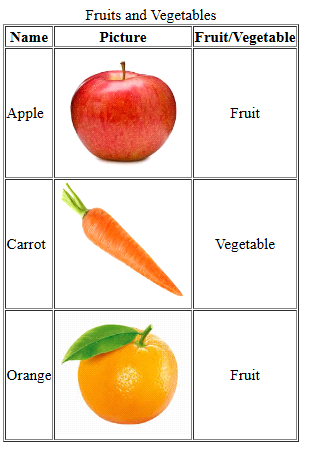 Fruits and Vegetables
Name Picture Fruit/Vegetable
Apple Fruit
Carrot Vegetable
Orange Fruit